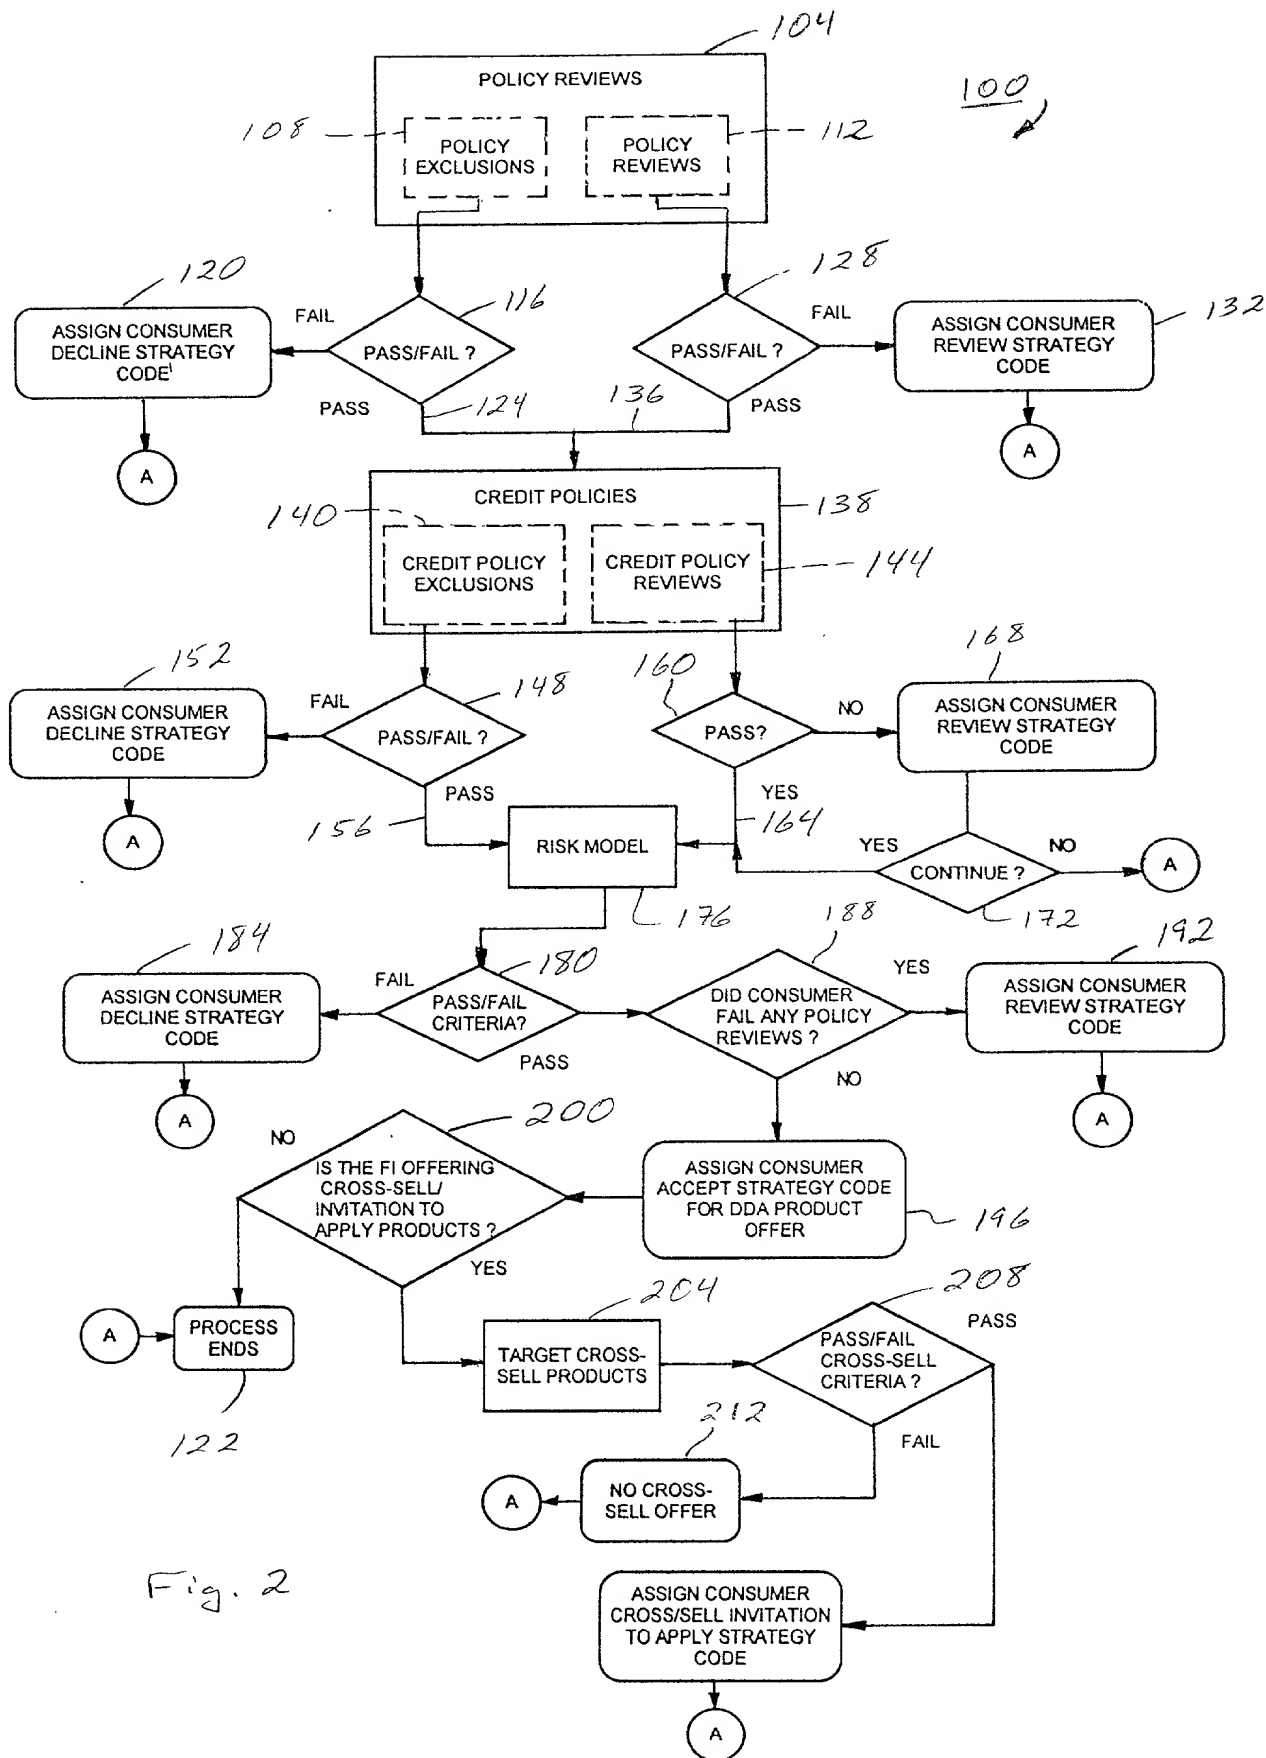 104
POLICY REVIEWS
100
108
POLICY
EXCLUSIONS
POLICY
REVIEWS
112
120
ASSIGN CONSUMER
DECLINE STRATEGY
CODE
FAIL
116
PASS/FAIL ?
PASS
124
128
PASS/FAIL ?
FAIL
PASS
136
ASSIGN CONSUMER
REVIEW STRATEGY
CODE
132
A
A
CREDIT POLICIES
138
140
CREDIT POLICY
EXCLUSIONS
CREDIT POLICY
REVIEWS
144
152
ASSIGN CONSUMER
DECLINE STRATEGY
CODE
FAIL
148
PASS/FAIL ?
PASS
156
160
PASS?
NO
YES
164
168
ASSIGN CONSUMER
REVIEW STRATEGY
CODE
A
RISK MODEL
176
YES
CONTINUE ?
NO
172
A
184
ASSIGN CONSUMER
DECLINE STRATEGY
CODE
FAIL
180
PASS/FAIL
CRITERIA?
PASS
188
DID CONSUMER
FAIL ANY POLICY
REVIEWS ?
YES
NO
192
ASSIGN CONSUMER
REVIEW STRATEGY
CODE
A
A
200
NO
IS THE FI OFFERING
CROSS-SELL/
INVITATION TO
APPLY PRODUCTS ?
YES
ASSIGN CONSUMER
ACCEPT STRATEGY CODE
FOR DDA PRODUCT
OFFER
196
A
PROCESS
ENDS
122
204
TARGET CROSS-
SELL PRODUCTS
208
PASS/FAIL
CROSS-SELL
CRITERIA ?
PASS
FAIL
212
NO CROSS-
SELL OFFER
A
Fig. 2
ASSIGN CONSUMER
CROSS/SELL INVITATION
TO APPLY STRATEGY
CODE
A